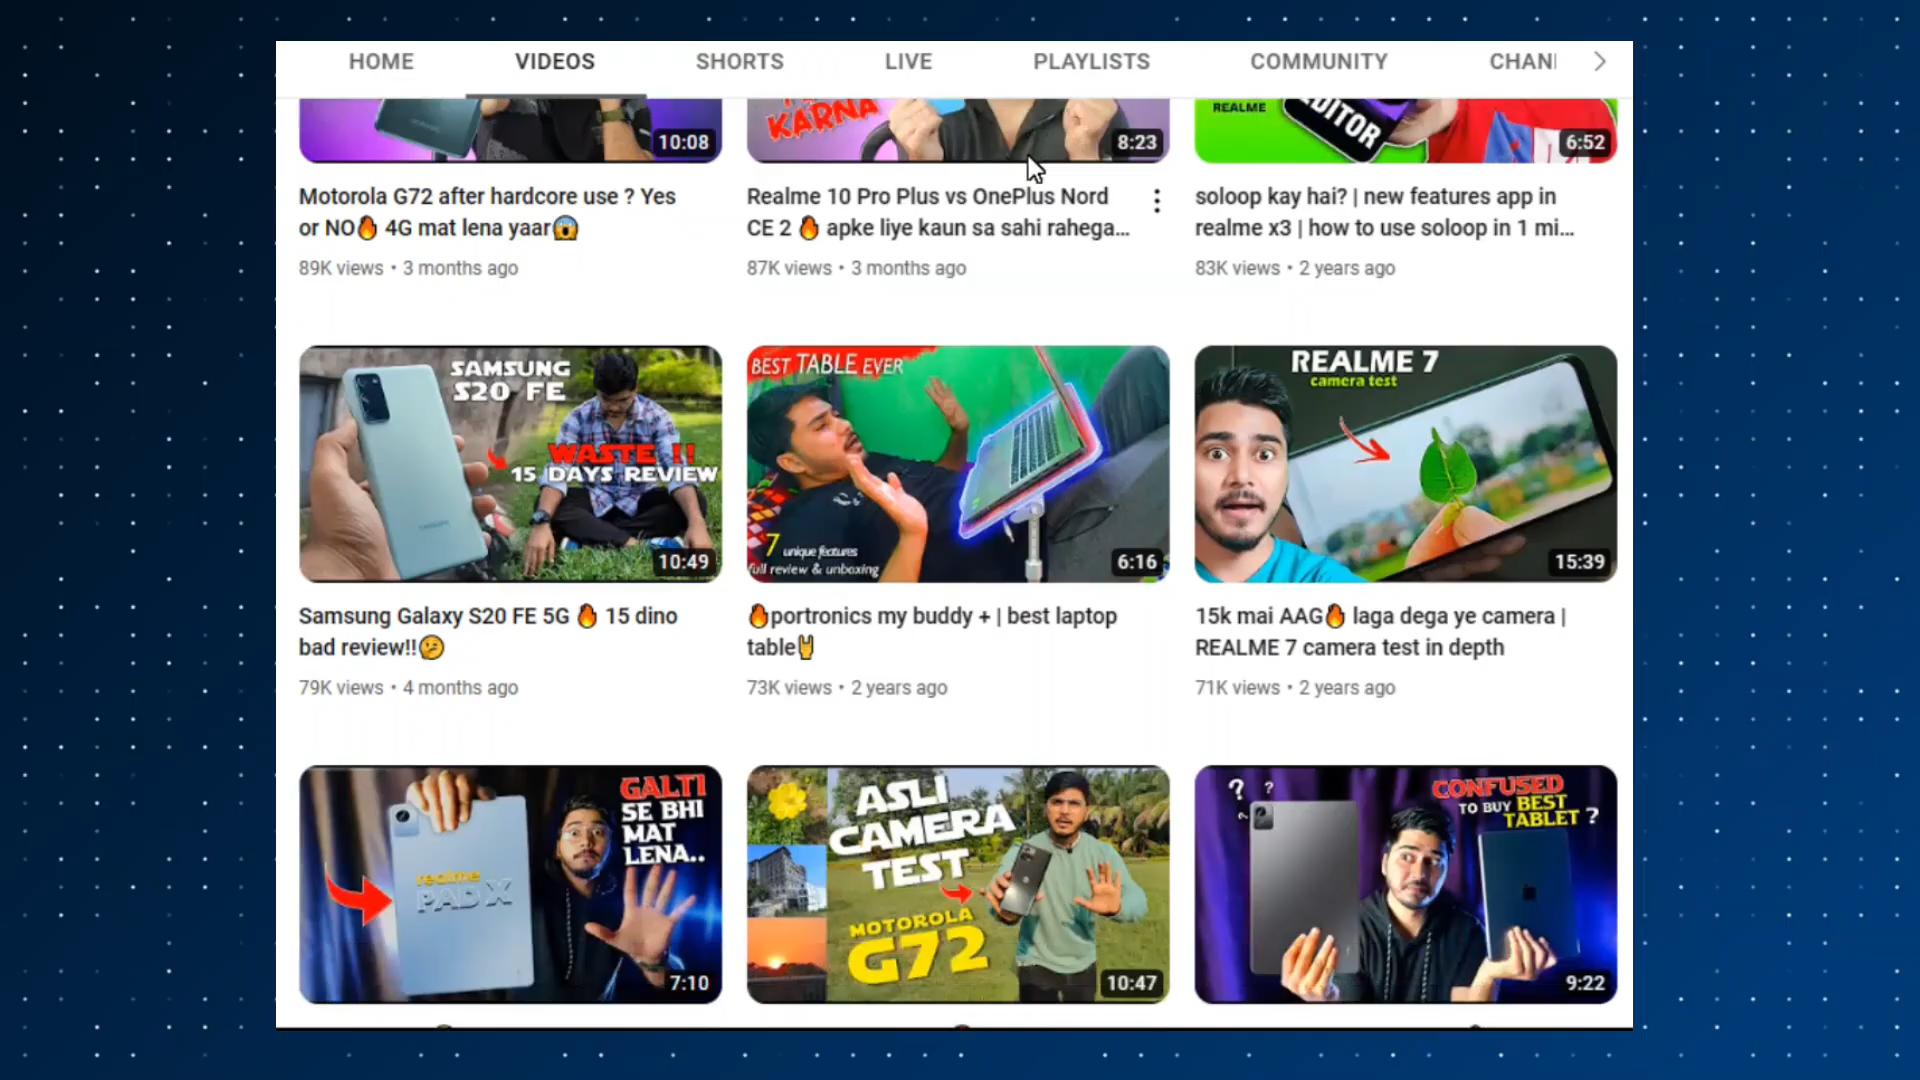 HOME VIDEOS SHORTS LIVE PLAYLISTS COMMUNITY CHAN
10:08
KARNA
8:23
REALME
EDITOR
6:52
Motorola G72 after hardcore use ? Yes
or NO🔥 4G mat lena yaar😱
89K views • 3 months ago
Realme 10 Pro Plus vs OnePlus Nord
CE 2 🔥 apke liye kaun sa sahi rahega...
87K views • 3 months ago
soloop kay hai? | new features app in
realme x3 | how to use soloop in 1 mi...
83K views • 2 years ago
SAMSUNG
S20 FE
WASTE !!
15 DAYS REVIEW
SAMSUNG
10:49
BEST TABLE EVER
7 unique features
full review & unboxing
6:16
REALME 7
camera test
15:39
Samsung Galaxy S20 FE 5G 🔥 15 dino
bad review!!🤔
79K views • 4 months ago
🔥portronics my buddy + | best laptop
table🤘
73K views • 2 years ago
15k mai AAG🔥 laga dega ye camera |
REALME 7 camera test in depth
71K views • 2 years ago
GALTI
SE BHI
MAT
LENA..
realme
PAD X
7:10
ASLI
CAMERA
TEST
MOTOROLA
G72
10:47
? ?
CONFUSED
TO BUY BEST
TABLET ?
9:22